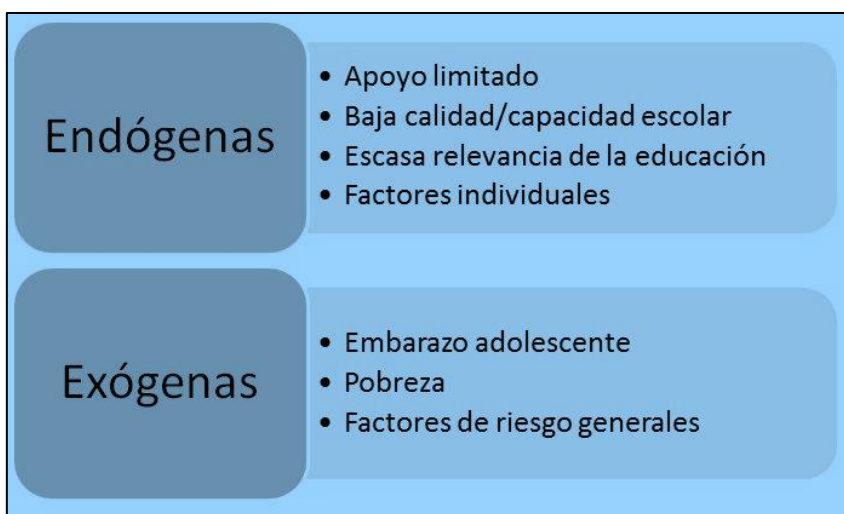 Endógenas
• Apoyo limitado
• Baja calidad/capacidad escolar
• Escasa relevancia de la educación
• Factores individuales
Exógenas
• Embarazo adolescente
• Pobreza
• Factores de riesgo generales